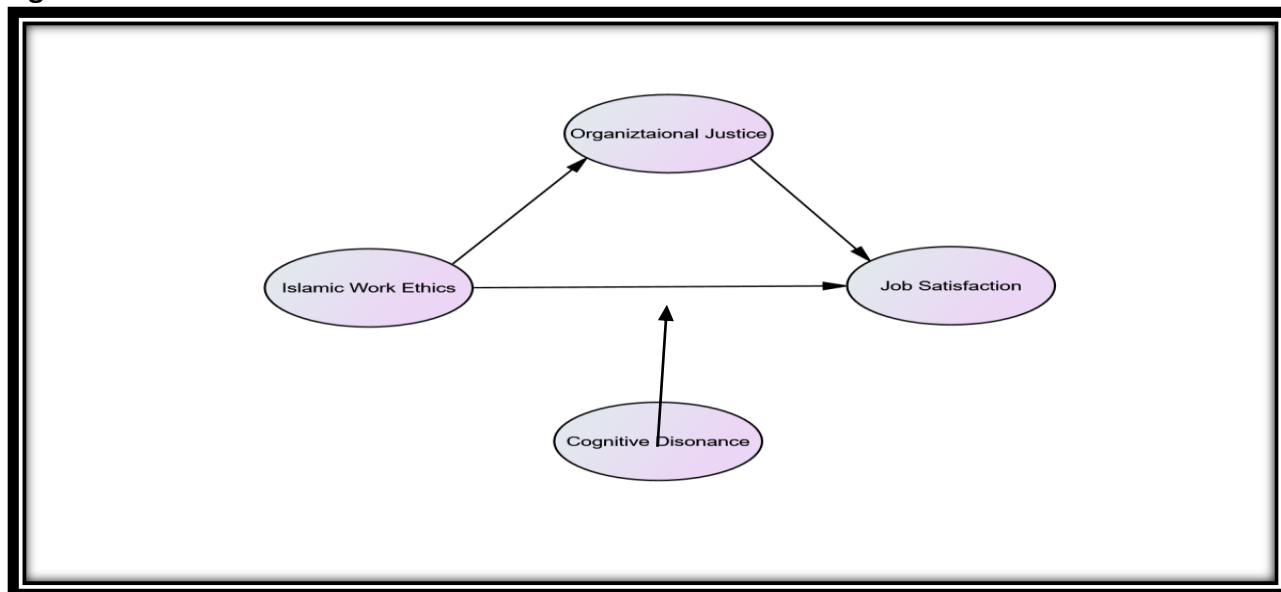 Organiztaional Justice
Islamic Work Ethics
Job Satisfaction
Cognitive Disonance